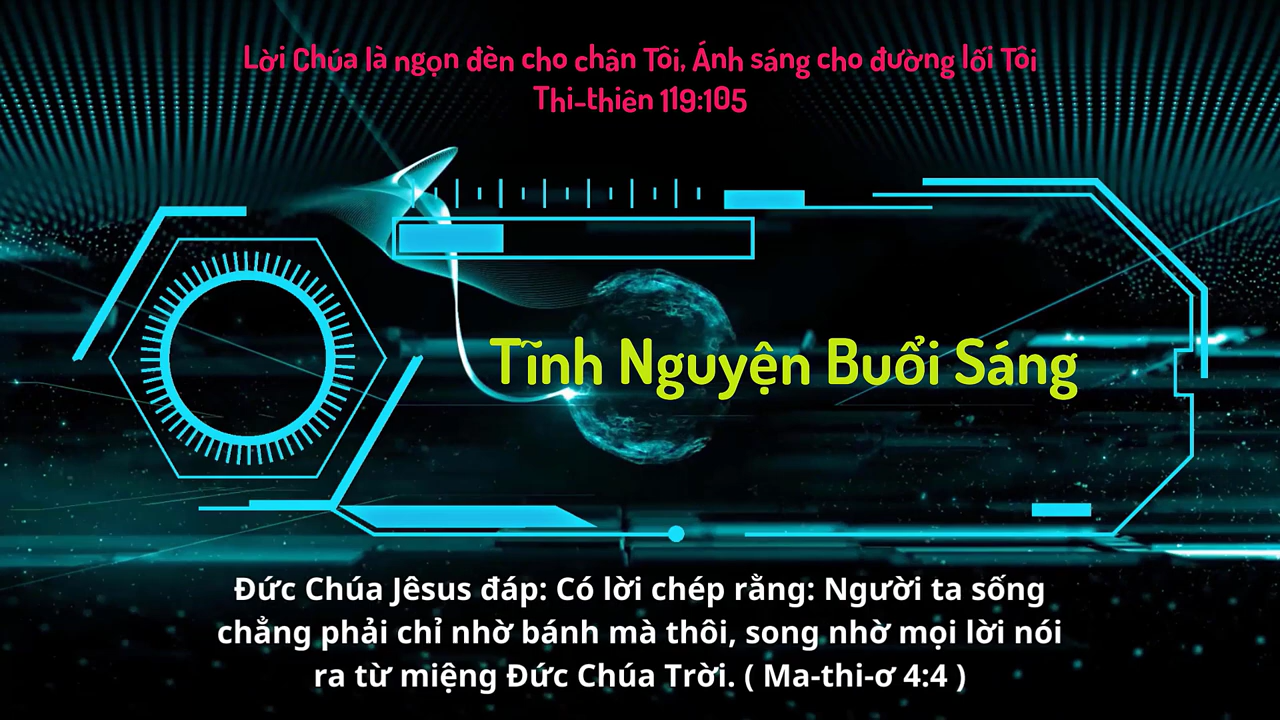 Lời Chúa là ngọn đèn cho chân Tôi, Ánh sáng cho đường lối Tôi
Thi-thiên 119:105
Tĩnh Nguyện Buổi Sáng
Đức Chúa Jêsus đáp: Có lời chép rằng: Người ta sống
chẳng phải chỉ nhờ bánh mà thôi, song nhờ mọi lời nói
ra từ miệng Đức Chúa Trời. ( Ma-thi-ơ 4:4 )